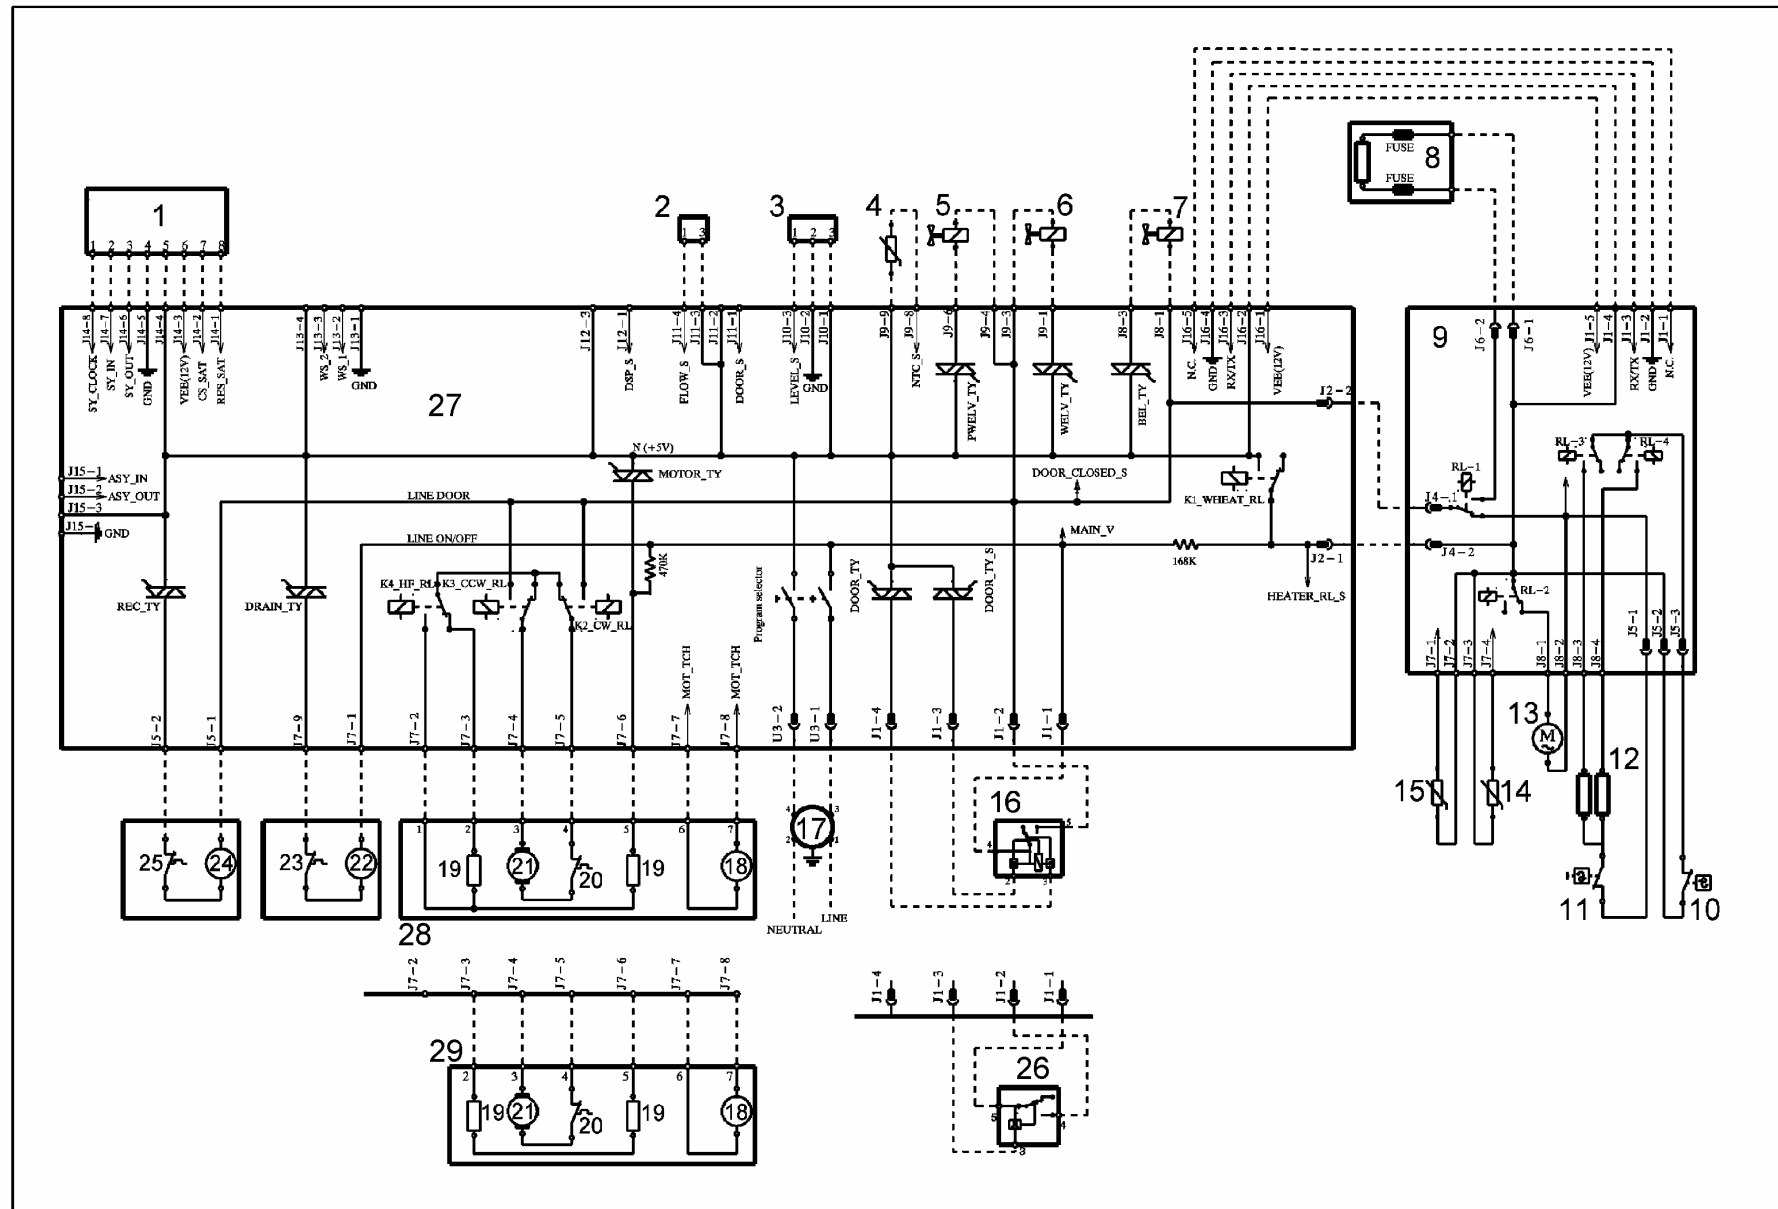 8
FUSE
FUSE
1
1 2 3 4 5 6 7 8
2
1 3
3
1 2 3
4
5
6
7
J14-8
J14-7
J14-6
J14-5
J14-4
J14-3
J14-2
J14-1
SY_CLOCK
SY_IN
SY_OUT
GND
VEE(12V)
CS_SAT
RES_SAT
J13-4
J13-3
J13-2
J13-1
WS_2
WS_1
GND
J12-3
J12-1
DSP_S
J11-4
J11-3
J11-2
J11-1
FLOW_S
DOOR_S
J10-3
J10-2
J10-1
LEVEL_S
GND
J9-9
J9-8
NTC_S
J9-6
J9-4
J9-3
J9-1
PWELV_TY
WELV_TY
J8-3
J8-1
BEL_TY
J16-5
J16-4
J16-3
J16-2
J16-1
N.C.
GND
RX/TX
VEE(12V)
J2-2
9
J6-2
J6-1
J1-5
J1-4
J1-3
J1-2
J1-1
VEE(12V)
RX/TX
GND
N.C.
27
N (+5V)
MOTOR_TY
DOOR_CLOSED_S
K1_WHEAT_RL
RL-3
RL-4
RL-1
J4-.1
J15-1
ASY_IN
J15-2
ASY_OUT
J15-3
J15-4
GND
LINE DOOR
LINE ON/OFF
MAIN_V
470K
168K
J2-1
J4-2
HEATER_RL_S
REC_TY
DRAIN_TY
K4_HF_RL
K3_CCW_RL
K2_CW_RL
Program selector
DOOR_TY
DOOR_TY_S
RL-2
J5-1
J5-2
J5-3
J7-1
J7-2
J7-3
J7-4
J8-1
J8-2
J8-3
J8-4
MOT_TCH
MOT_TCH
J5-2
J5-1
J7-9
J7-1
J7-2
J7-3
J7-4
J7-5
J7-6
J7-7
J7-8
U3-2
U3-1
J1-4
J1-3
J1-2
J1-1
13
M
12
15
14
11
10
16
5
4
2
3
17
4
3
2
1
NEUTRAL
LINE
25
24
23
22
1 2 3 4 5 6 7
19
21
20
19
18
28
J7-2
J7-3
J7-4
J7-5
J7-6
J7-7
J7-8
J1-4
J1-3
J1-2
J1-1
29
2 3 4 5 6 7
19
21
20
19
18
26
5
4
3